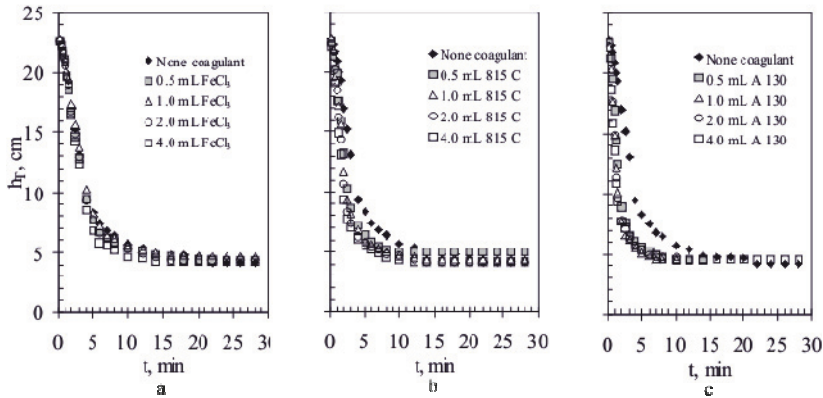 25
20
15
10
5
0
h_T, cm
◆ None coagulant
0.5 mL FeCl₃
1.0 mL FeCl₃
2.0 mL FeCl₃
4.0 mL FeCl₃
0 5 10 15 20 25 30
t, min
a
None coagulan:
0.5 mL 815 C
1.0 mL 815 C
2.0 mL 815 C
4.0 mL 815 C
0 5 10 15 20 25 30
t, min
b
None coagulant
0.5 mL A 130
1.0 mL A 130
2.0 mL A 130
4.0 mL A 130
0 5 10 15 20 25 30
t, min
c